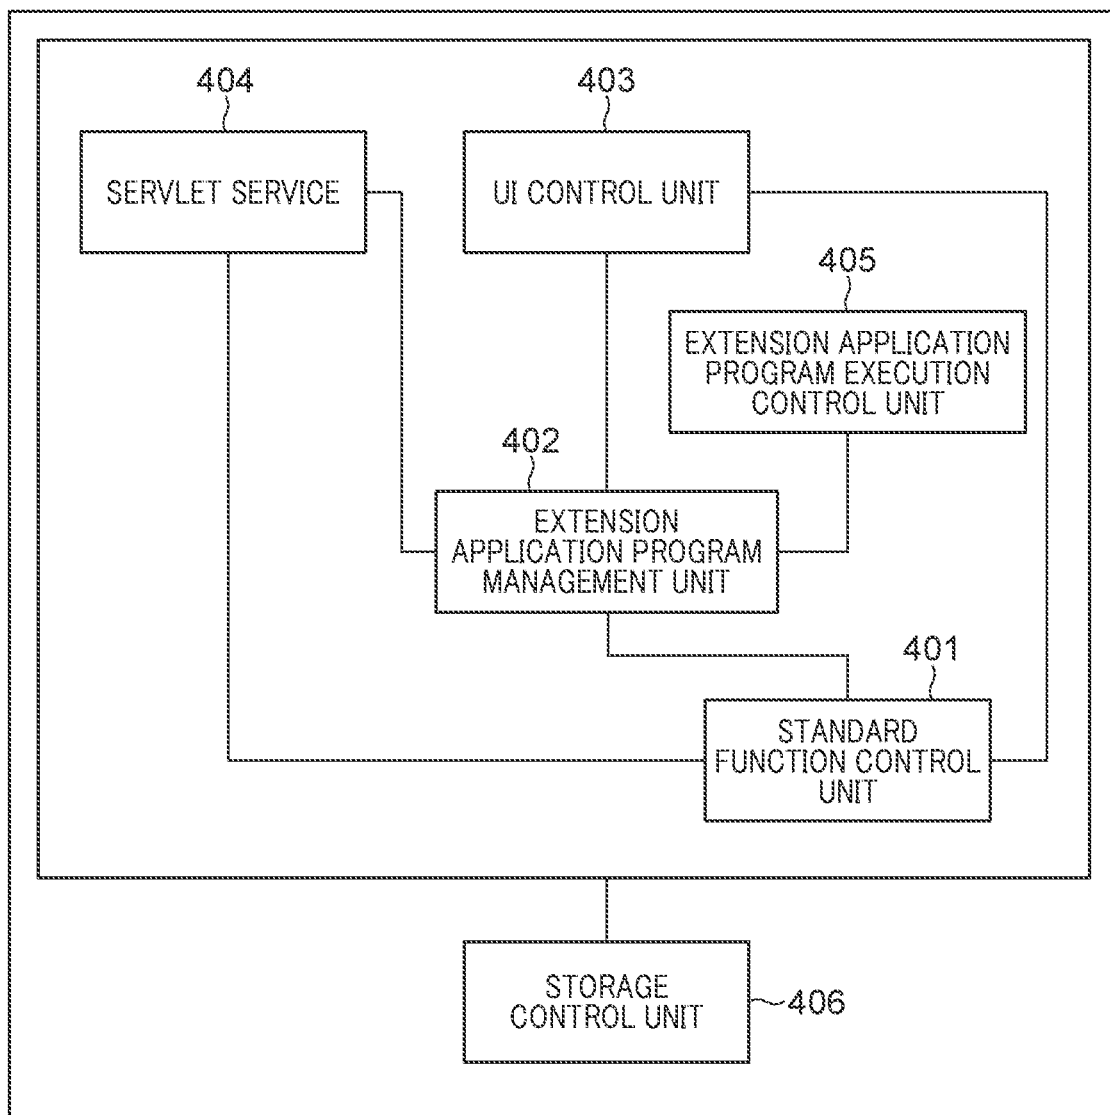 404
SERVLET SERVICE
403
UI CONTROL UNIT
405
EXTENSION APPLICATION
PROGRAM EXECUTION
CONTROL UNIT
402
EXTENSION
APPLICATION PROGRAM
MANAGEMENT UNIT
401
STANDARD
FUNCTION CONTROL
UNIT
STORAGE
CONTROL UNIT
406